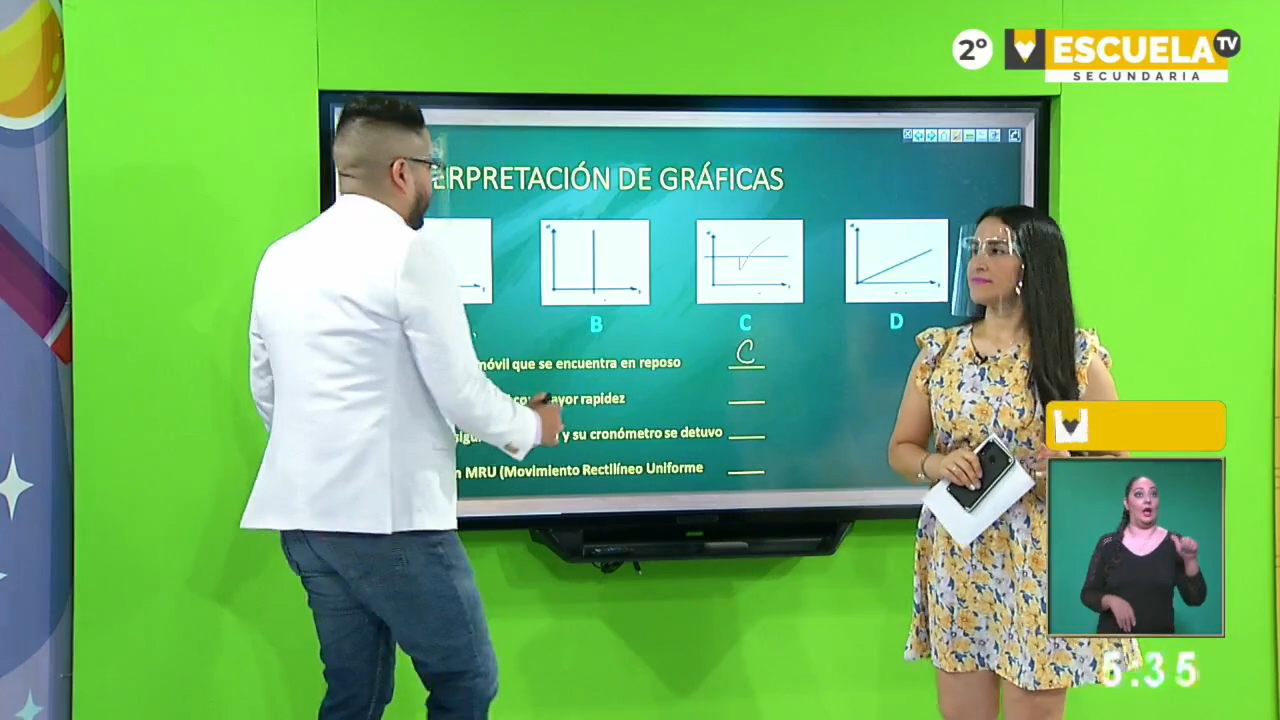 2º ESCUELA TV
SECUNDARIA
ERPRETACIÓN DE GRÁFICAS
B
C
D
C
móvil que se encuentra en reposo
ayor rapidez
y su cronómetro se detuvo
MRU (Movimiento Rectilíneo Uniforme
5:35